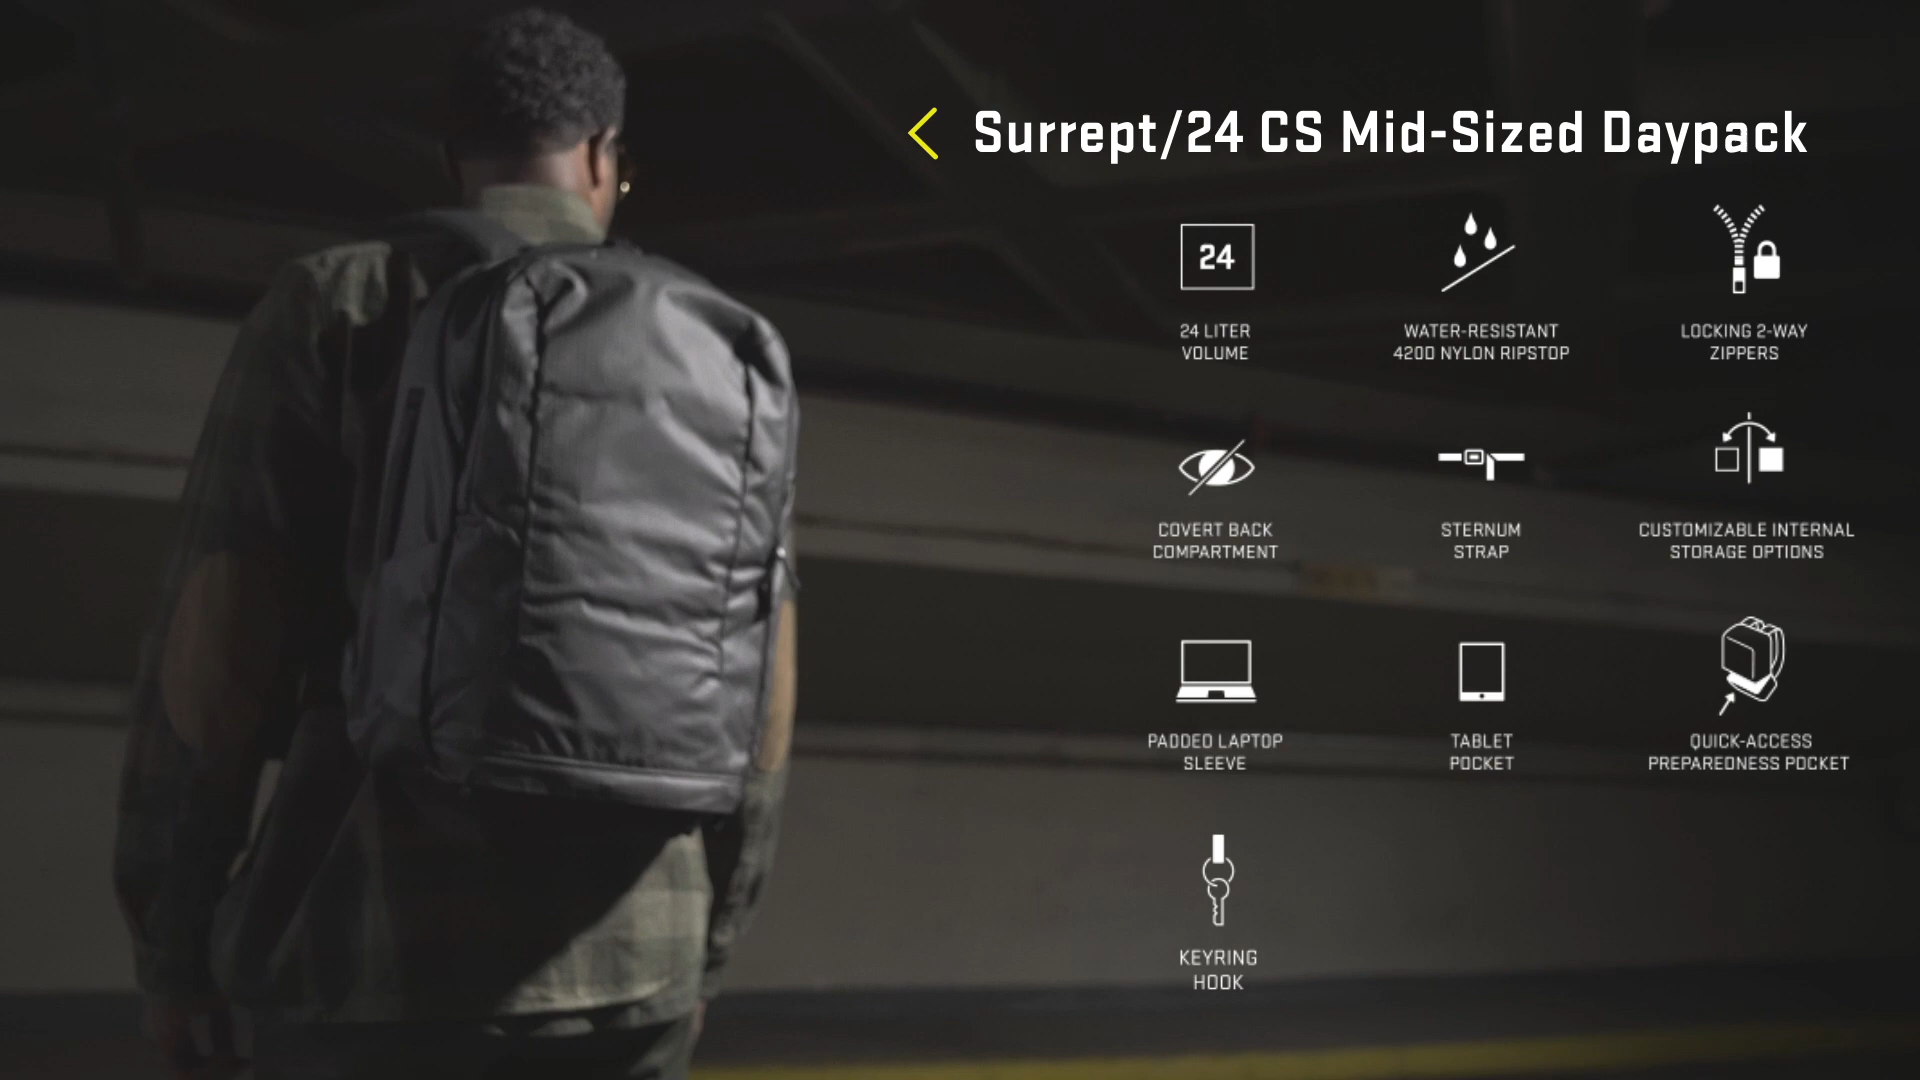 Surrept/24 CS Mid-Sized Daypack
24
24 LITER
VOLUME
WATER-RESISTANT
420D NYLON RIPSTOP
LOCKING 2-WAY
ZIPPERS
COVERT BACK
COMPARTMENT
STERNUM
STRAP
CUSTOMIZABLE INTERNAL
STORAGE OPTIONS
PADDED LAPTOP
SLEEVE
TABLET
POCKET
QUICK-ACCESS
PREPAREDNESS POCKET
KEYRING
HOOK